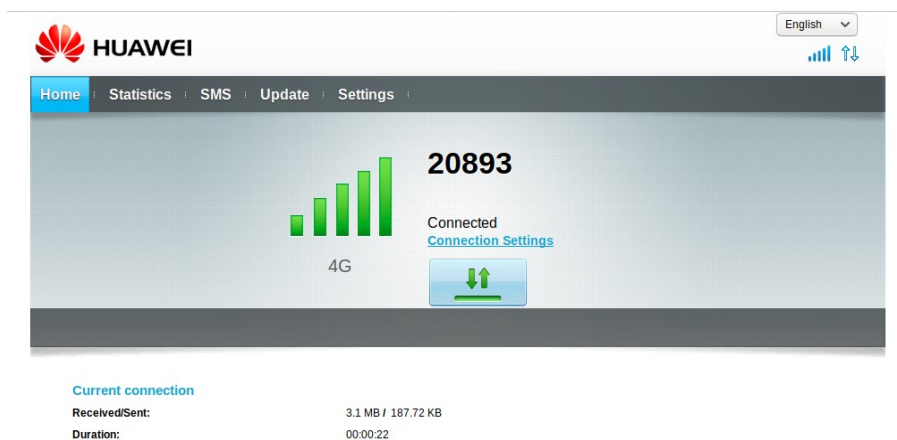 English
HUAWEI
Home Statistics SMS Update Settings
20893
Connected
Connection Settings
4G
Current connection
Received/Sent: 3.1 MB / 187.72 KB
Duration: 00:00:22